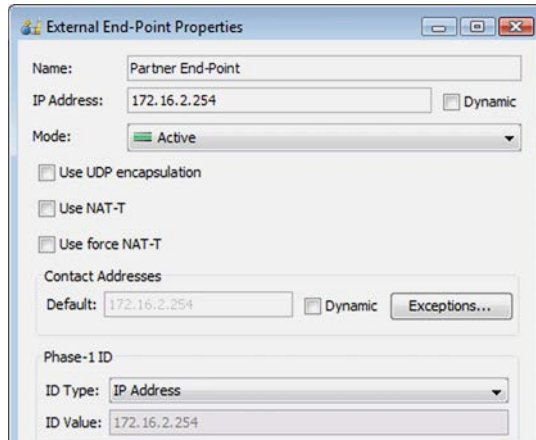 External End-Point Properties
Name: Partner End-Point
IP Address: 172.16.2.254 Dynamic
Mode: Active
Use UDP encapsulation
Use NAT-T
Use force NAT-T
Contact Addresses
Default: 172.16.2.254 Dynamic Exceptions...
Phase-1 ID
ID Type: IP Address
ID Value: 172.16.2.254